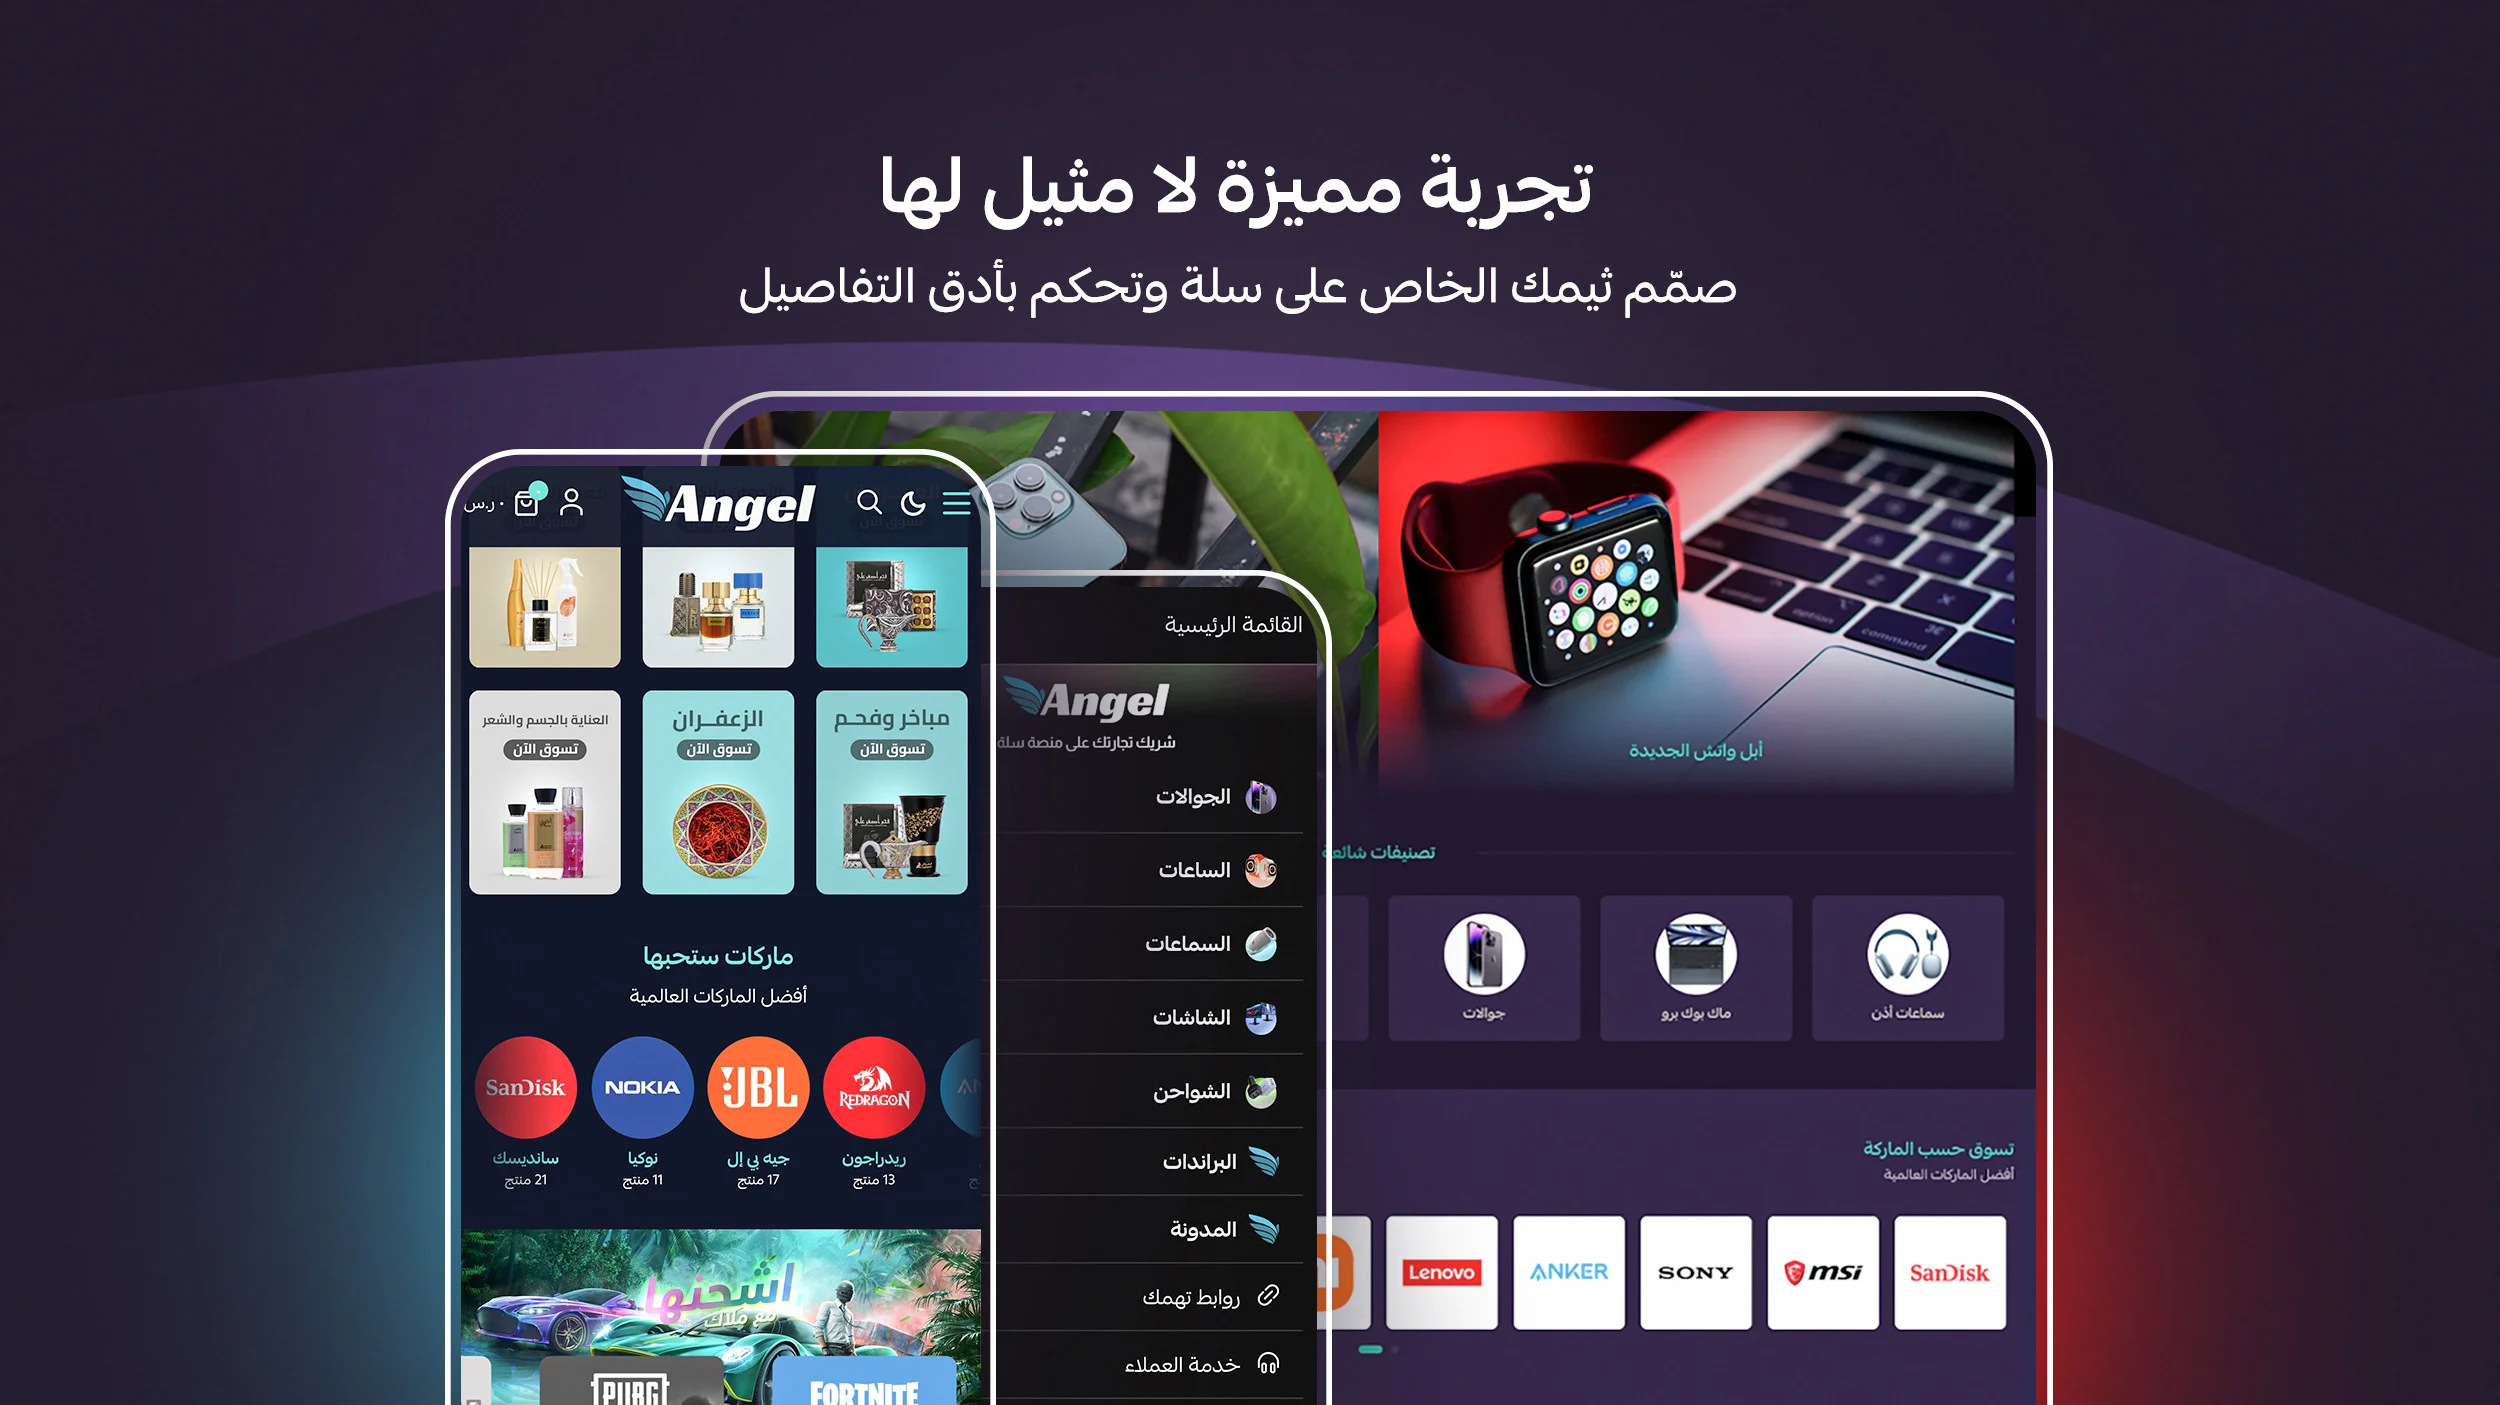 تجربة مميزة لا مثيل لها
صمّم ثيمك الخاص على سلة وتحكم بأدق التفاصيل
Angel
٠ ر.س
مباخر وفحم
تسوق الآن
الزعفــران
تسوق الآن
العناية بالجسم والشعر
تسوق الآن
ماركات ستحبها
أفضل الماركات العالمية
REDRAGON
JBL
NOKIA
SanDisk
ريدراجون
جيه بي إل
نوكيا
سانديسك
13 منتج
17 منتج
11 منتج
21 منتج
اشحنها
مع ملاك
PUBG
FORTNITE
القائمة الرئيسية
Angel
شريك تجارتك على منصة سلة
الجوالات
الساعات
السماعات
الشاشات
الشواحن
البراندات
المدونة
روابط تهمك
خدمة العملاء
control
option
command
أبل واتش الجديدة
تصنيفات شائعة
سماعات أذن
ماك بوك برو
جوالات
تسوق حسب الماركة
أفضل الماركات العالمية
SanDisk
msi
SONY
ANKER
Lenovo